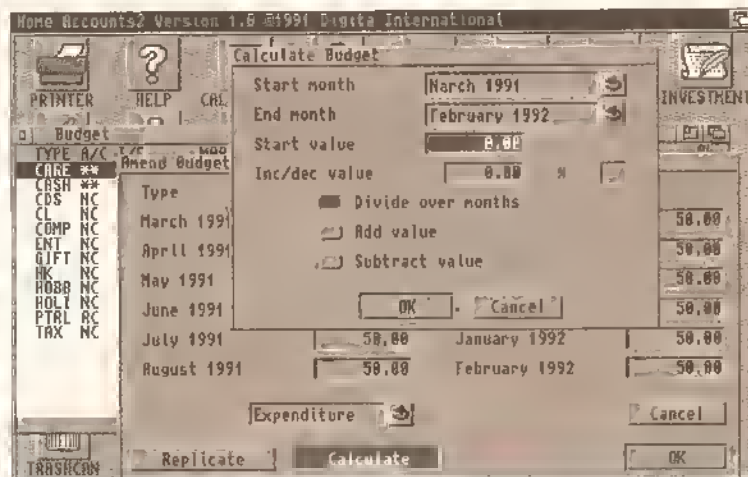 Home Accounts2 Version 1.6 ©1991 Digita International
PRINTER
HELP
INVESTMENT
Calculate Budget
Start month March 1991
End month February 1992
Start value 0.00
Inc/dec value 0.00 %
Divide over months
Add value
Subtract value
OK Cancel
Budget
TYPE A/C
CARE **
CASH **
CDS NC
CL NC
COMP NC
ENT NC
GIFT NC
HK NC
HOBB NC
HOLI NC
PTRL RC
TAX NC
Amend Budget
Type
March 1991 50.00
April 1991 50.00
May 1991 50.00
June 1991 50.00
July 1991 50.00 January 1992 50.00
August 1991 50.00 February 1992 50.00
Expenditure Cancel
Replicate Calculate OK
TRASHCAN